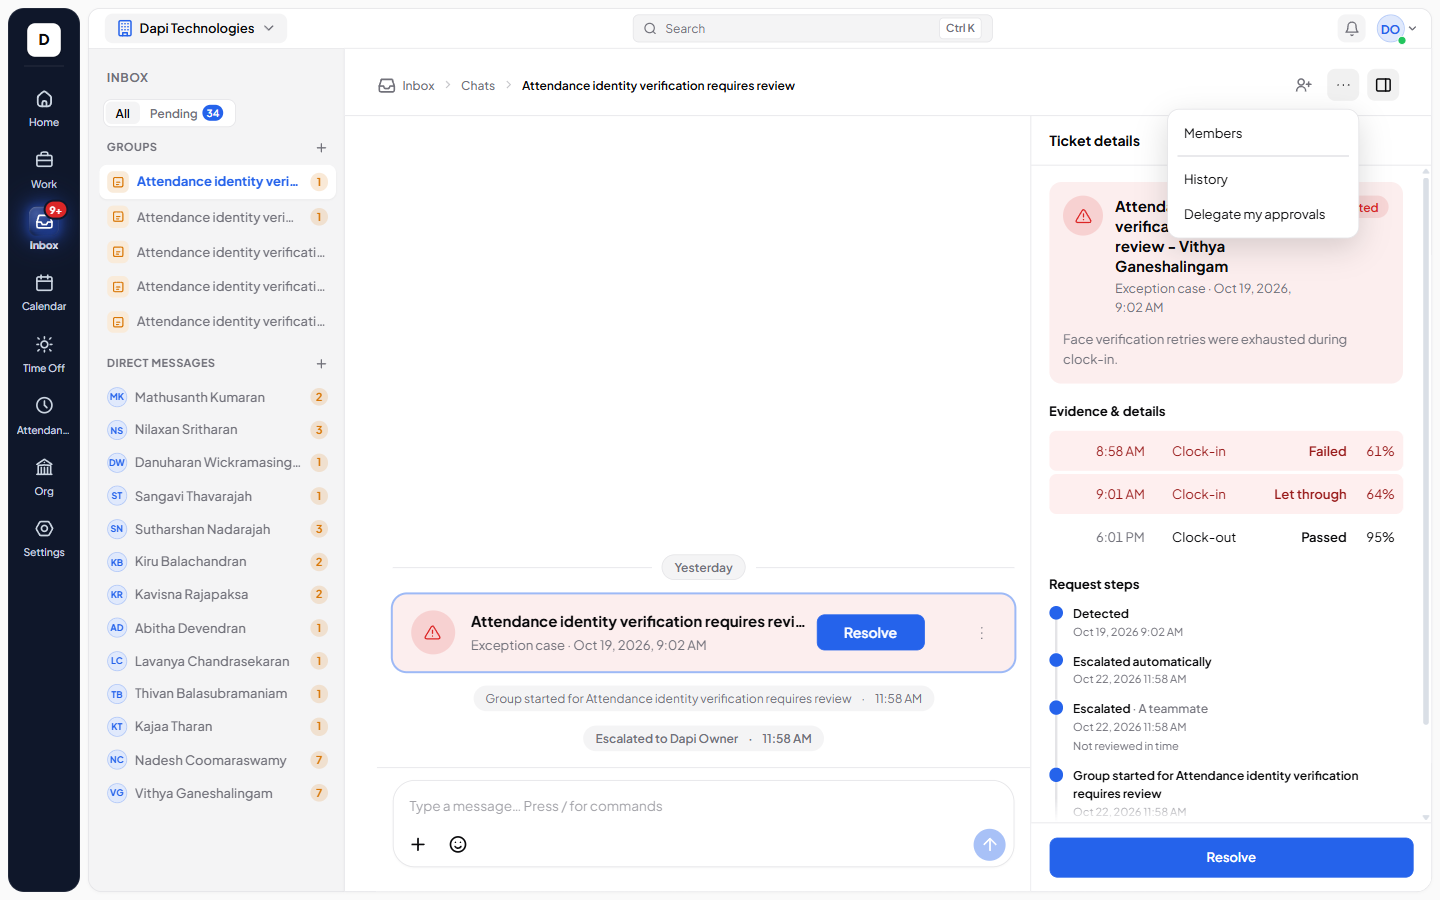 D
Dapi Technologies
Search
Ctrl K
DO
Home
Work
9+
Inbox
Calendar
Time Off
Attendan...
Org
Settings
INBOX
All
Pending 34
GROUPS
Attendance identity veri... 1
Attendance identity veri... 1
Attendance identity verificati...
Attendance identity verificati...
Attendance identity verificati...
DIRECT MESSAGES
MK Mathusanth Kumaran 2
NS Nilaxan Sritharan 3
DW Danuharan Wickramasing... 1
ST Sangavi Thavarajah 1
SN Sutharshan Nadarajah 3
KB Kiru Balachandran 2
KR Kavisna Rajapaksa 2
AD Abitha Devendran 1
LC Lavanya Chandrasekaran 1
TB Thivan Balasubramaniam 1
KT Kajaa Tharan 1
NC Nadesh Coomaraswamy 7
VG Vithya Ganeshalingam 7
Inbox
Chats
Attendance identity verification requires review
Members
History
Delegate my approvals
Yesterday
Attendance identity verification requires revi...
Exception case · Oct 19, 2026, 9:02 AM
Resolve
Group started for Attendance identity verification requires review · 11:58 AM
Escalated to Dapi Owner · 11:58 AM
Type a message... Press / for commands
Ticket details
review - Vithya
Ganeshalingam
Exception case · Oct 19, 2026,
9:02 AM
Face verification retries were exhausted during
clock-in.
Evidence & details
8:58 AM Clock-in Failed 61%
9:01 AM Clock-in Let through 64%
6:01 PM Clock-out Passed 95%
Request steps
Detected
Oct 19, 2026 9:02 AM
Escalated automatically
Oct 22, 2026 11:58 AM
Escalated · A teammate
Oct 22, 2026 11:58 AM
Not reviewed in time
Group started for Attendance identity verification
requires review
Oct 22, 2026 11:58 AM
Resolve